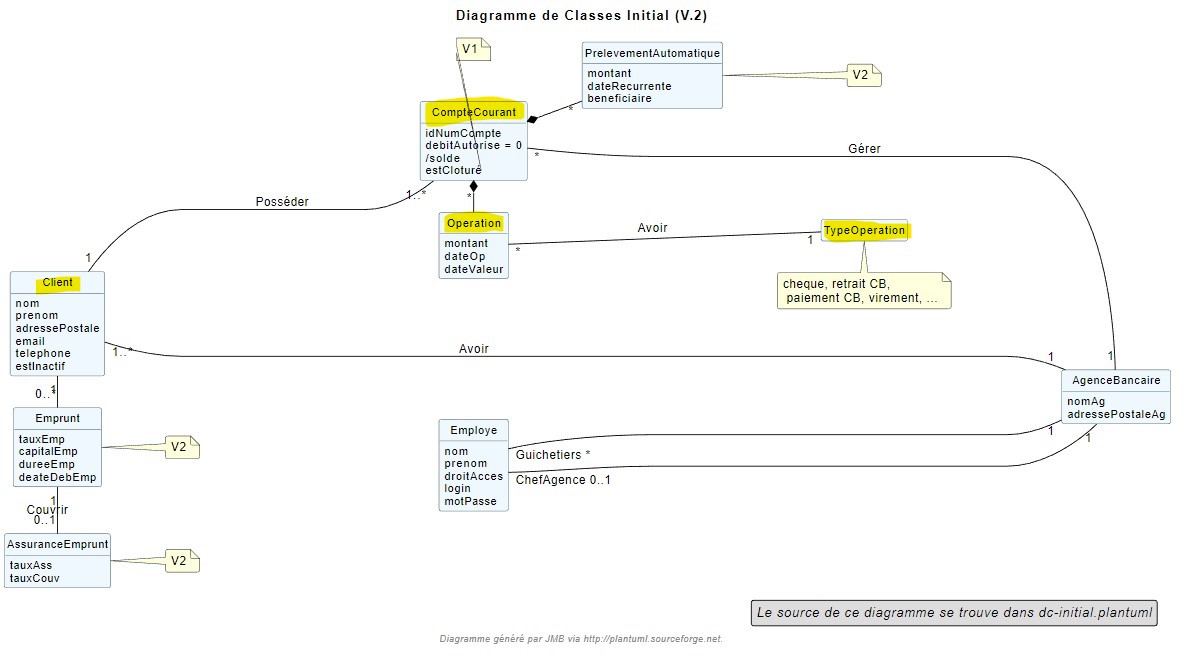 Diagramme de Classes Initial (V.2)
V1
PrelevementAutomatique
montant
dateRecurrente
beneficiaire
V2
CompteCourant
idNumCompte
debitAutorise = 0
/solde
estCloture
*
*
Gérer
1..*
*
Posséder
1
Operation
montant
dateOp
dateValeur
*
Avoir
1
TypeOperation
cheque, retrait CB,
paiement CB, virement, ...
Client
nom
prenom
adressePostale
email
telephone
estInactif
1..*
Avoir
1
1
AgenceBancaire
nomAg
adressePostaleAg
1
0..*
Emprunt
tauxEmp
capitalEmp
dureeEmp
deateDebEmp
V2
Employe
nom
prenom
droitAcces
login
motPasse
Guichetiers *
1
ChefAgence 0..1
1
1
Couvrir
0..1
AssuranceEmprunt
tauxAss
tauxCouv
V2
Le source de ce diagramme se trouve dans dc-initial.plantuml
Diagramme généré par JMB via http://plantuml.sourceforge.net.